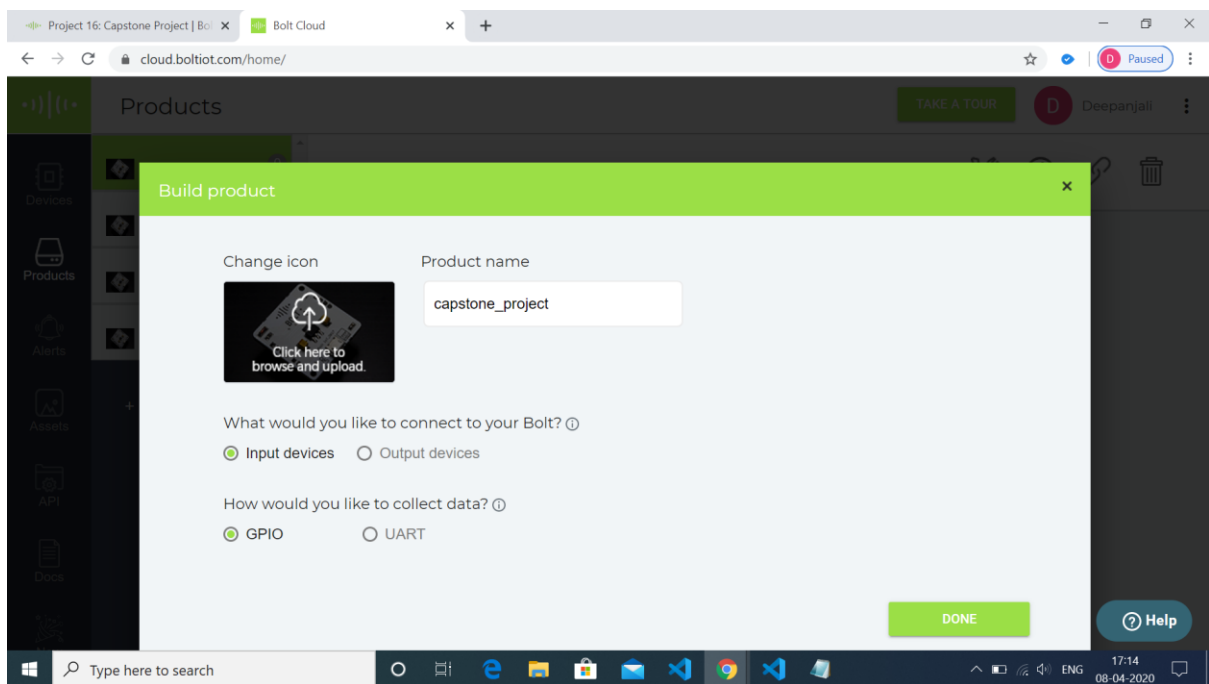 Project 16: Capstone Project | Bol
Bolt Cloud
cloud.boltiot.com/home/
D Paused
Products
TAKE A TOUR
D Deepanjali
Devices
Products
Alerts
Assets
API
Docs
Build product
Change icon
Product name
Click here to
browse and upload.
capstone_project
What would you like to connect to your Bolt?
Input devices Output devices
How would you like to collect data?
GPIO UART
DONE
Help
Type here to search
ENG
17:14
08-04-2020